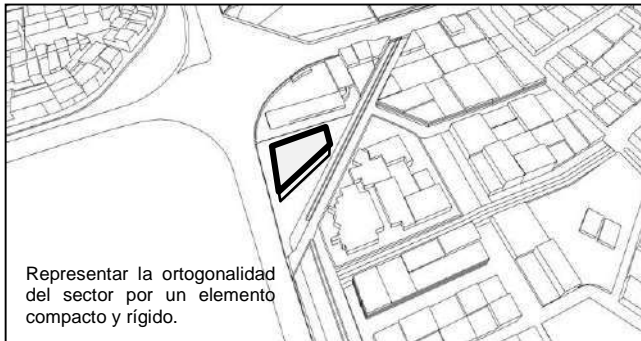 Representar la ortogonalidad
del sector por un elemento
compacto y rígido.